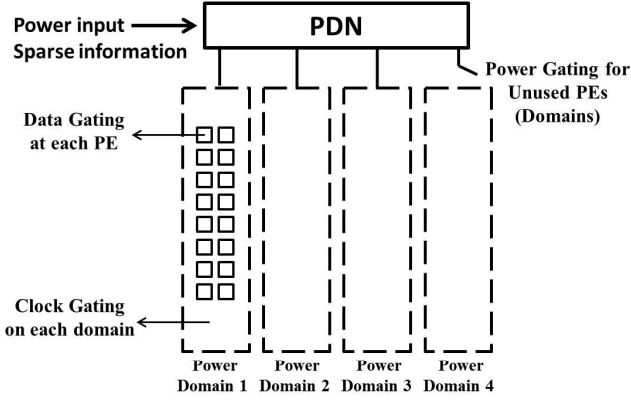 Power input
Sparse information
PDN
Power Gating for
Unused PEs
(Domains)
Data Gating
at each PE
Clock Gating
on each domain
Power
Domain 1
Power
Domain 2
Power
Domain 3
Power
Domain 4